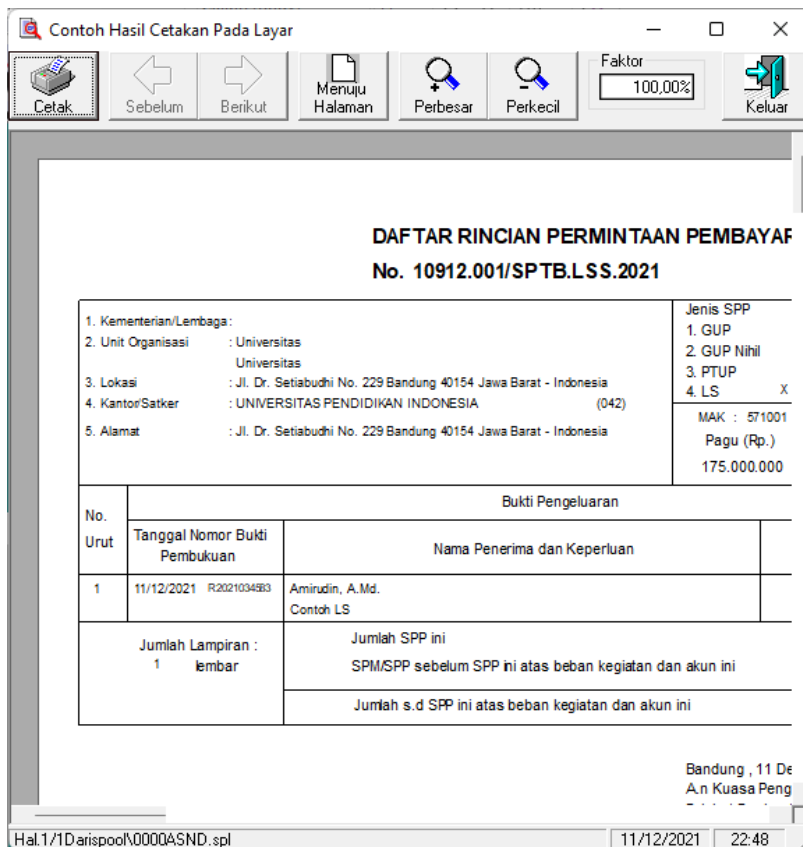 Contoh Hasil Cetakan Pada Layar
Cetak
Sebelum
Berikut
Menuju
Halaman
Perbesar
Perkecil
Faktor
100,00%
Keluar
DAFTAR RINCIAN PERMINTAAN PEMBAYAR
No. 10912.001/SPTB.LSS.2021
1. Kementerian/Lembaga :
2. Unit Organisasi : Universitas
Universitas
3. Lokasi : Jl. Dr. Setiabudhi No. 229 Bandung 40154 Jawa Barat - Indonesia
4. Kantor/Satker : UNIVERSITAS PENDIDIKAN INDONESIA (042)
5. Alamat : Jl. Dr. Setiabudhi No. 229 Bandung 40154 Jawa Barat - Indonesia
Jenis SPP
1. GUP
2. GUP Nihil
3. PTUP
4. LS X
MAK : 571001
Pagu (Rp.)
175.000.000
No.
Urut
Bukti Pengeluaran
Tanggal Nomor Bukti
Pembukuan
Nama Penerima dan Keperluan
1 11/12/2021 R2021034583 Amirudin, A.Md.
Contoh LS
Jumlah Lampiran :
1 lembar
Jumlah SPP ini
SPM/SPP sebelum SPP ini atas beban kegiatan dan akun ini
Jumlah s.d SPP ini atas beban kegiatan dan akun ini
Bandung , 11 De
A.n Kuasa Peng
Hal.1/1Darispool\0000ASND.spl
11/12/2021
22:48